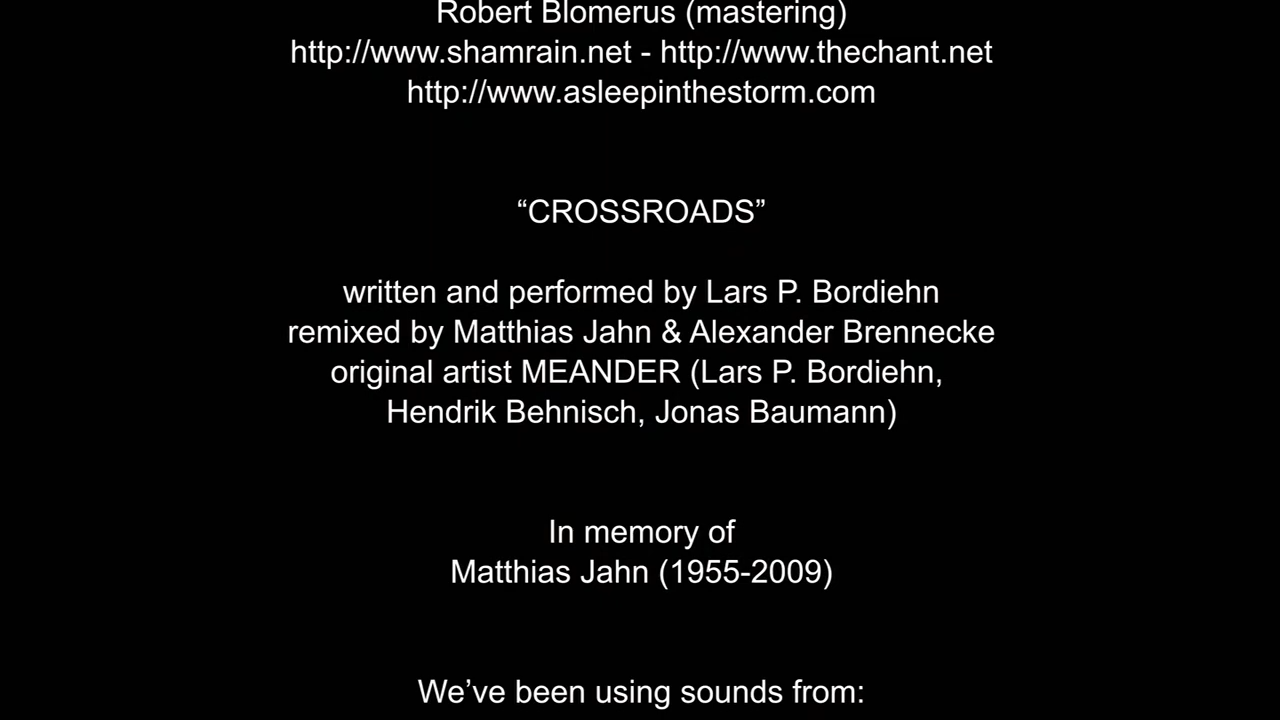 Robert Blomerus (mastering)
http://www.shamrain.net - http://www.thechant.net
http://www.asleepinthestorm.com
“CROSSROADS”
written and performed by Lars P. Bordiehn
remixed by Matthias Jahn & Alexander Brennecke
original artist MEANDER (Lars P. Bordiehn,
Hendrik Behnisch, Jonas Baumann)
In memory of
Matthias Jahn (1955-2009)
We’ve been using sounds from: